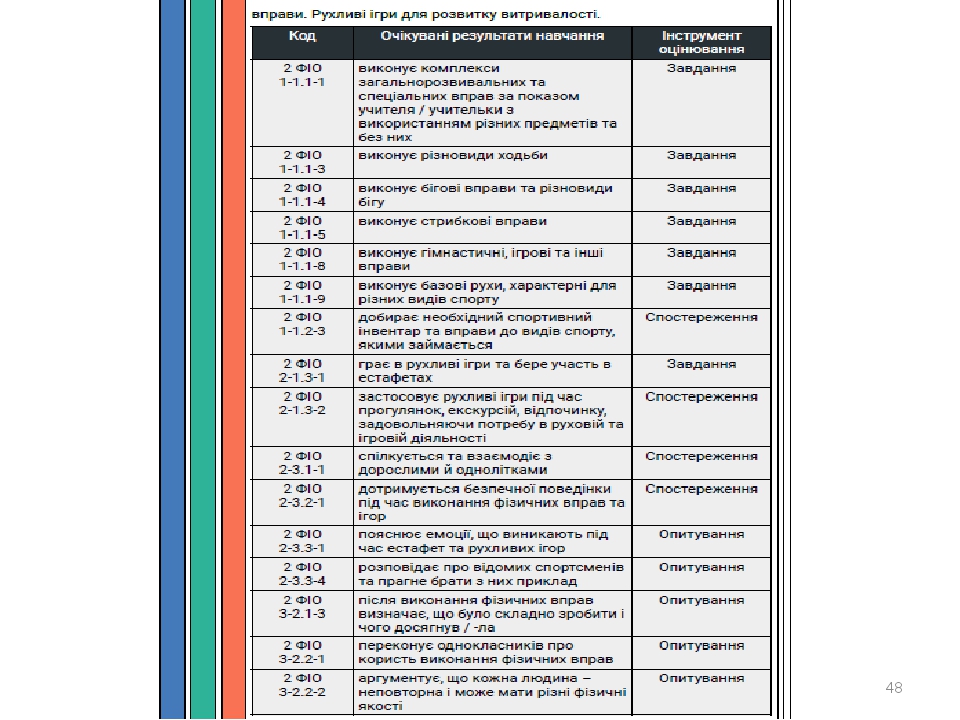 вправи. Рухливі ігри для розвитку витривалості.
Код Очікувані результати навчання Інструмент
оцінювання
2 ФІО виконує комплекси Завдання
1-1.1-1 загальнорозвивальних та
спеціальних вправ за показом
учителя / учительки з
використанням різних предметів та
без них
2 ФІО виконує різновиди ходьби Завдання
1-1.1-3
2 ФІО виконує бігові вправи та різновиди Завдання
1-1.1-4 бігу
2 ФІО виконує стрибкові вправи Завдання
1-1.1-5
2 ФІО виконує гімнастичні, ігрові та інші Завдання
1-1.1-8 вправи
2 ФІО виконує базові рухи, характерні для Завдання
1-1.1-9 різних видів спорту
2 ФІО добирає необхідний спортивний Спостереження
1-1.2-3 інвентар та вправи до видів спорту,
якими займається
2 ФІО грає в рухливі ігри та бере участь в Завдання
2-1.3-1 естафетах
2 ФІО застосовує рухливі ігри під час Спостереження
2-1.3-2 прогулянок, екскурсій, відпочинку,
задовольняючи потребу в руховій та
ігровій діяльності
2 ФІО спілкується та взаємодіє з Спостереження
2-3.1-1 дорослими й однолітками
2 ФІО дотримується безпечної поведінки Спостереження
2-3.2-1 під час виконання фізичних вправ та
ігор
2 ФІО пояснює емоції, що виникають під Опитування
2-3.3-1 час естафет та рухливих ігор
2 ФІО розповідає про відомих спортсменів Опитування
2-3.3-4 та прагне брати з них приклад
2 ФІО після виконання фізичних вправ Опитування
3-2.1-3 визначає, що було складно зробити і
чого досягнув / -ла
2 ФІО переконує однокласників про Опитування
3-2.2-1 користь виконання фізичних вправ
2 ФІО аргументує, що кожна людина – Опитування
3-2.2-2 неповторна і може мати різні фізичні
якості
48